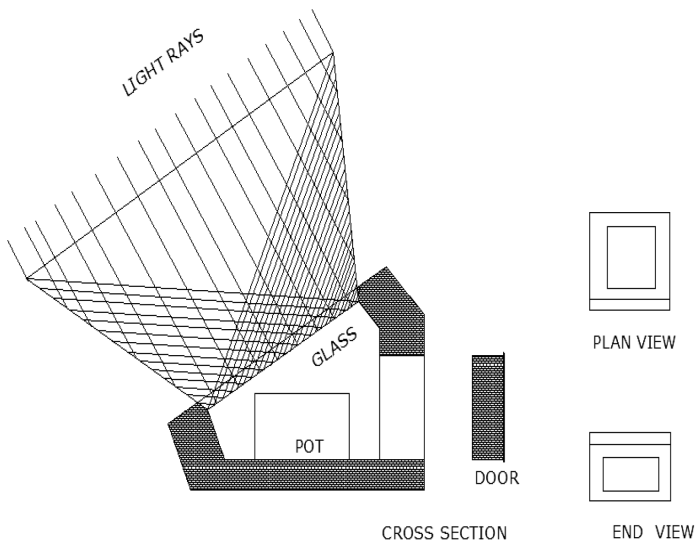 LIGHT RAYS
GLASS
PLAN VIEW
POT
DOOR
CROSS SECTION
END VIEW